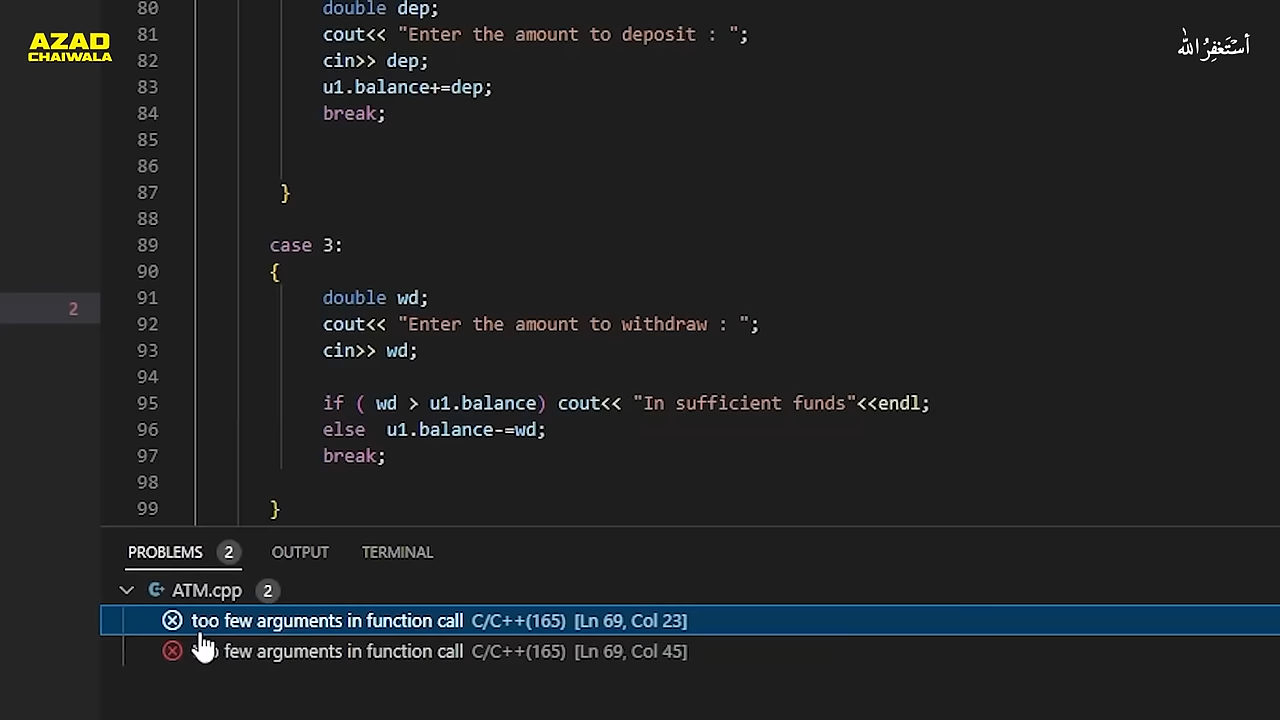 AZAD
CHAIWALA
أستغفر الله
80 double dep;
81 cout<< "Enter the amount to deposit : ";
82 cin>> dep;
83 u1.balance+=dep;
84 break;
85
86
87 }
88
89 case 3:
90 {
91 double wd;
92 cout<< "Enter the amount to withdraw : ";
93 cin>> wd;
94
95 if ( wd > u1.balance) cout<< "In sufficient funds"<<endl;
96 else  u1.balance-=wd;
97 break;
98
99 }
2
PROBLEMS 2 OUTPUT TERMINAL
ATM.cpp 2
too few arguments in function call C/C++(165) [Ln 69, Col 23]
few arguments in function call C/C++(165) [Ln 69, Col 45]